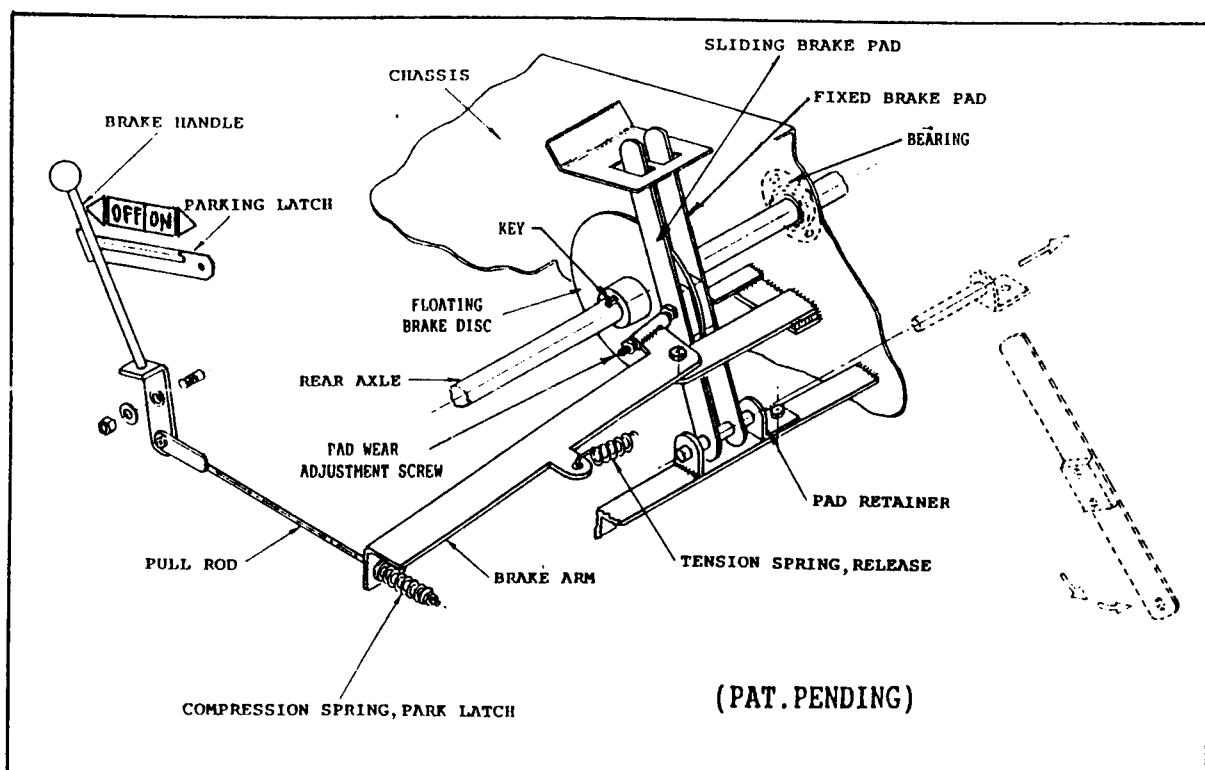 SLIDING BRAKE PAD
CHASSIS
FIXED BRAKE PAD
BRAKE HANDLE
BEARING
OFF ON
PARKING LATCH
KEY
FLOATING
BRAKE DISC
REAR AXLE
PAD WEAR
ADJUSTMENT SCREW
PAD RETAINER
PULL ROD
BRAKE ARM
TENSION SPRING, RELEASE
COMPRESSION SPRING, PARK LATCH
(PAT. PENDING)